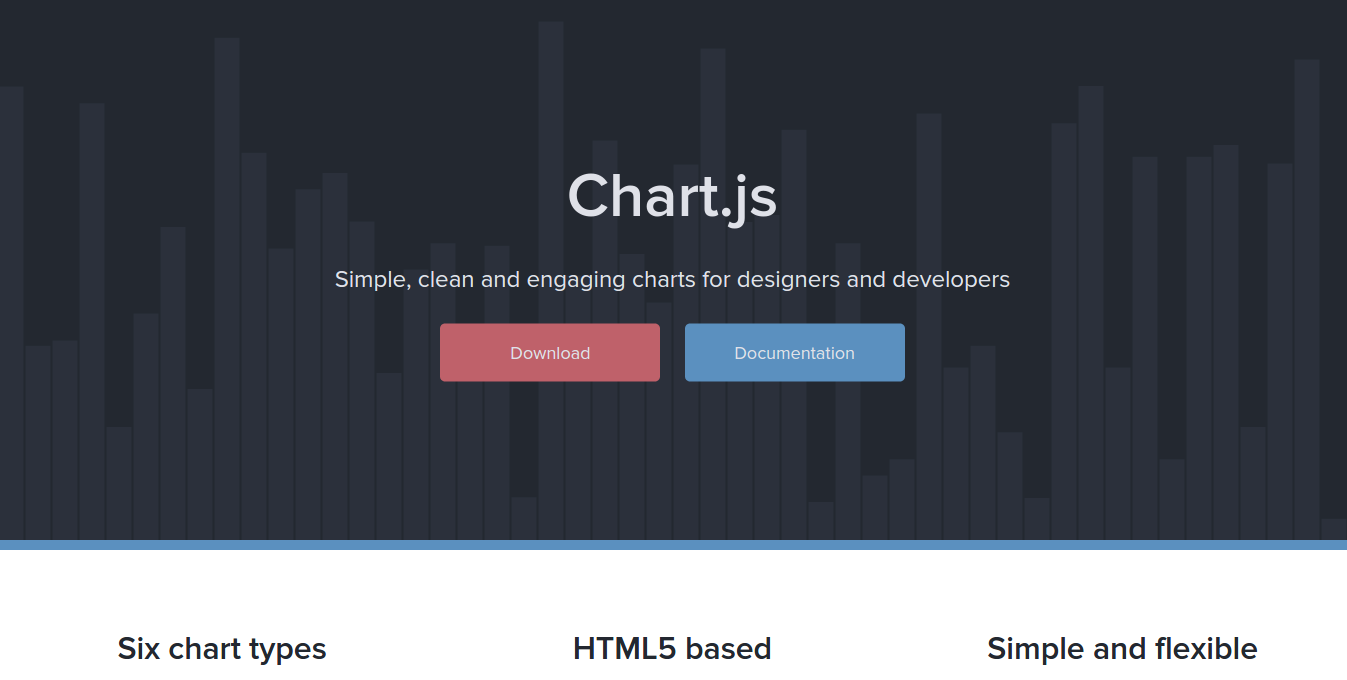 Chart.js
Simple, clean and engaging charts for designers and developers
Download Documentation
Six chart types HTML5 based Simple and flexible